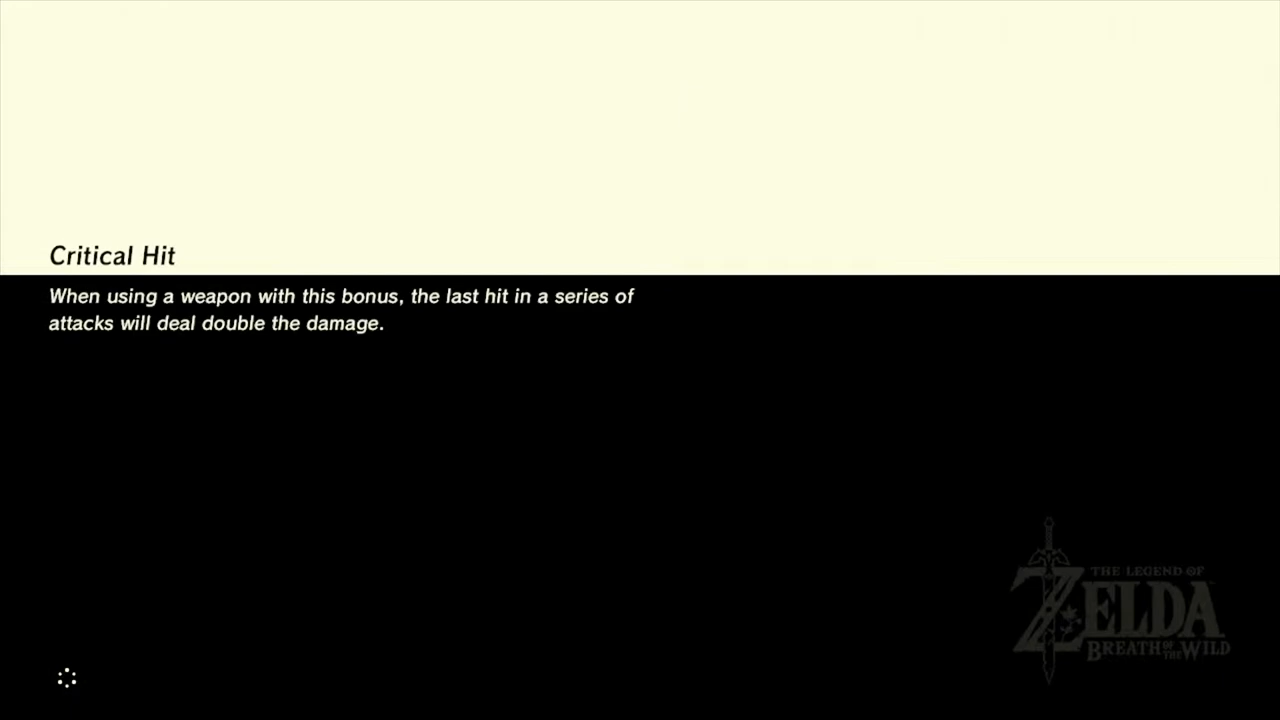 Critical Hit
When using a weapon with this bonus, the last hit in a series of
attacks will deal double the damage.
THE LEGEND OF
ZELDA
BREATH OF THE WILD